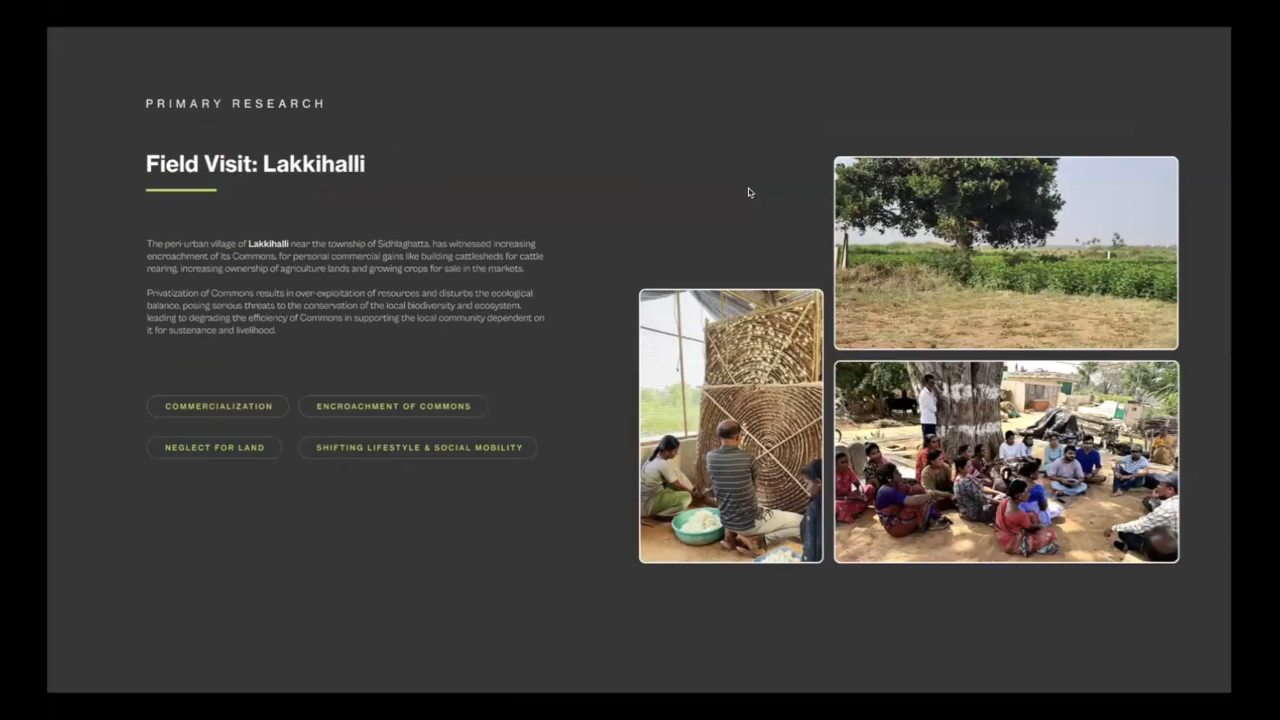 PRIMARY RESEARCH
Field Visit: Lakkihalli
The peri-urban village of Lakkihalli near the township of Sidhlaghatta, has witnessed increasing
encroachment of its Commons, for personal commercial gains like building cattlesheds for cattle
rearing, increasing ownership of agriculture lands and growing crops for sale in the markets.
Privatization of Commons results in over-exploitation of resources and disturbs the ecological
balance, posing serious threats to the conservation of the local biodiversity and ecosystem,
leading to degrading the efficiency of Commons in supporting the local community dependent on
it for sustenance and livelihood.
COMMERCIALIZATION
ENCROACHMENT OF COMMONS
NEGLECT FOR LAND
SHIFTING LIFESTYLE & SOCIAL MOBILITY